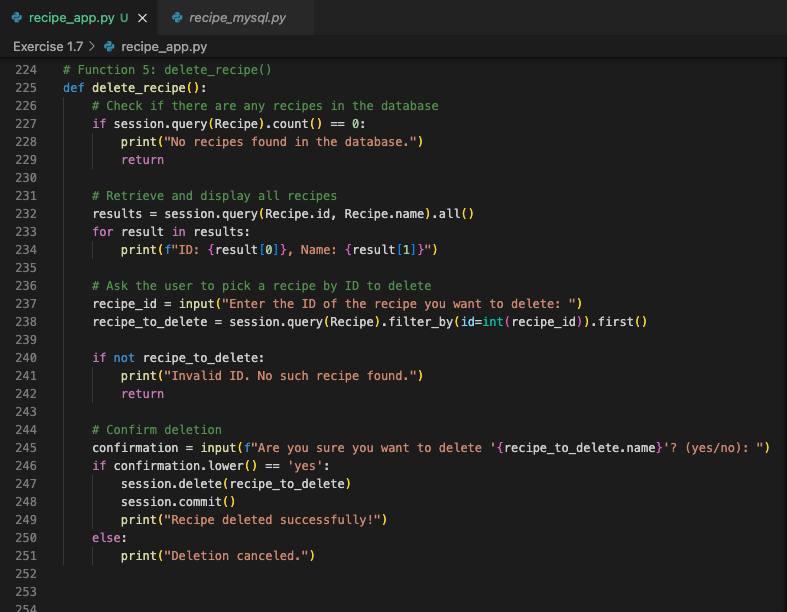 recipe_app.py U ×
recipe_mysql.py
Exercise 1.7 > recipe_app.py
224 # Function 5: delete_recipe()
225 def delete_recipe():
226     # Check if there are any recipes in the database
227     if session.query(Recipe).count() == 0:
228         print("No recipes found in the database.")
229         return
230
231     # Retrieve and display all recipes
232     results = session.query(Recipe.id, Recipe.name).all()
233     for result in results:
234         print(f"ID: {result[0]}, Name: {result[1]}")
235
236     # Ask the user to pick a recipe by ID to delete
237     recipe_id = input("Enter the ID of the recipe you want to delete: ")
238     recipe_to_delete = session.query(Recipe).filter_by(id=int(recipe_id)).first()
239
240     if not recipe_to_delete:
241         print("Invalid ID. No such recipe found.")
242         return
243
244     # Confirm deletion
245     confirmation = input(f"Are you sure you want to delete '{recipe_to_delete.name}'? (yes/no): ")
246     if confirmation.lower() == 'yes':
247         session.delete(recipe_to_delete)
248         session.commit()
249         print("Recipe deleted successfully!")
250     else:
251         print("Deletion canceled.")
252
253
254